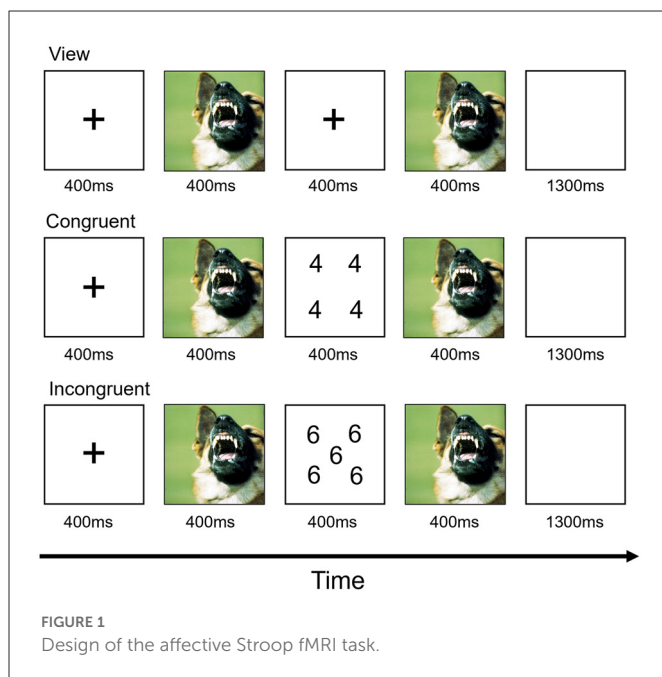 View
+ +
400ms 400ms 400ms 400ms 1300ms
Congruent
+ 4 4
4 4
400ms 400ms 400ms 400ms 1300ms
Incongruent
+ 6 6
6
6 6
400ms 400ms 400ms 400ms 1300ms
Time
FIGURE 1
Design of the affective Stroop fMRI task.